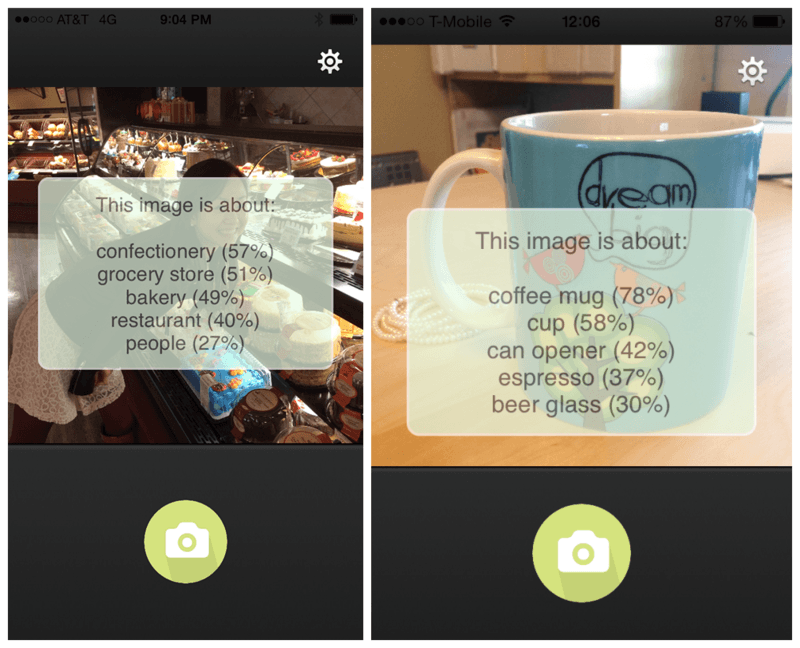 AT&T 4G 9:04 PM
This image is about:
confectionery (57%)
grocery store (51%)
bakery (49%)
restaurant (40%)
people (27%)
T-Mobile 12:06 87%
dream
big
This image is about:
coffee mug (78%)
cup (58%)
can opener (42%)
espresso (37%)
beer glass (30%)